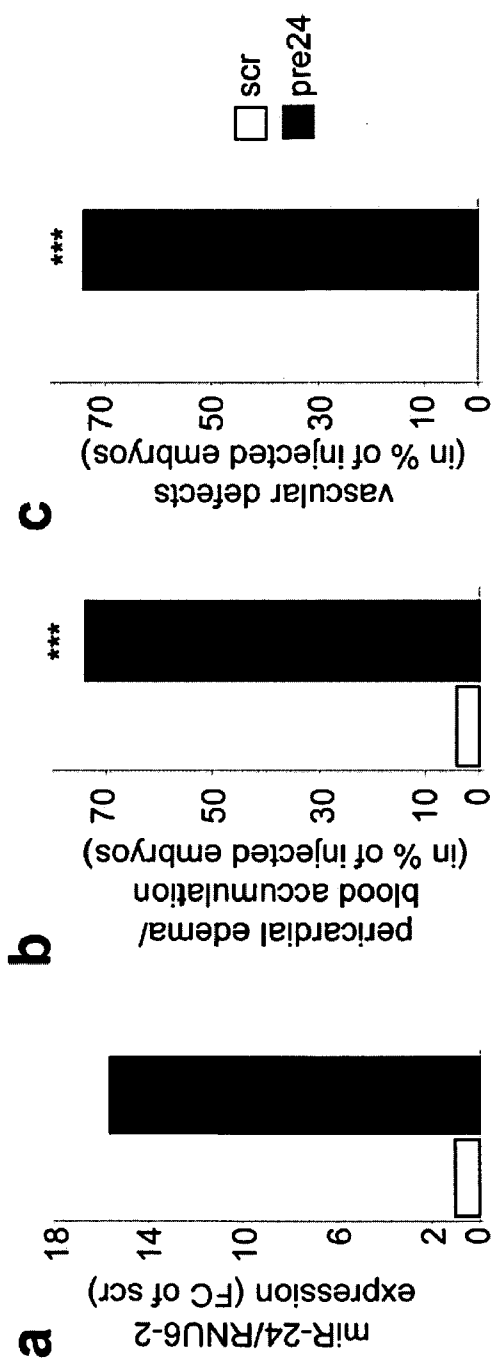 a
miR-24/RNU6-2
expression (FC of scr)
18
14
10
6
2
0
b
pericardial edema/
blood accumulation
(in % of injected embryos)
70
50
30
10
0
***
c
vascular defects
(in % of injected embryos)
70
50
30
10
0
***
scr
pre24